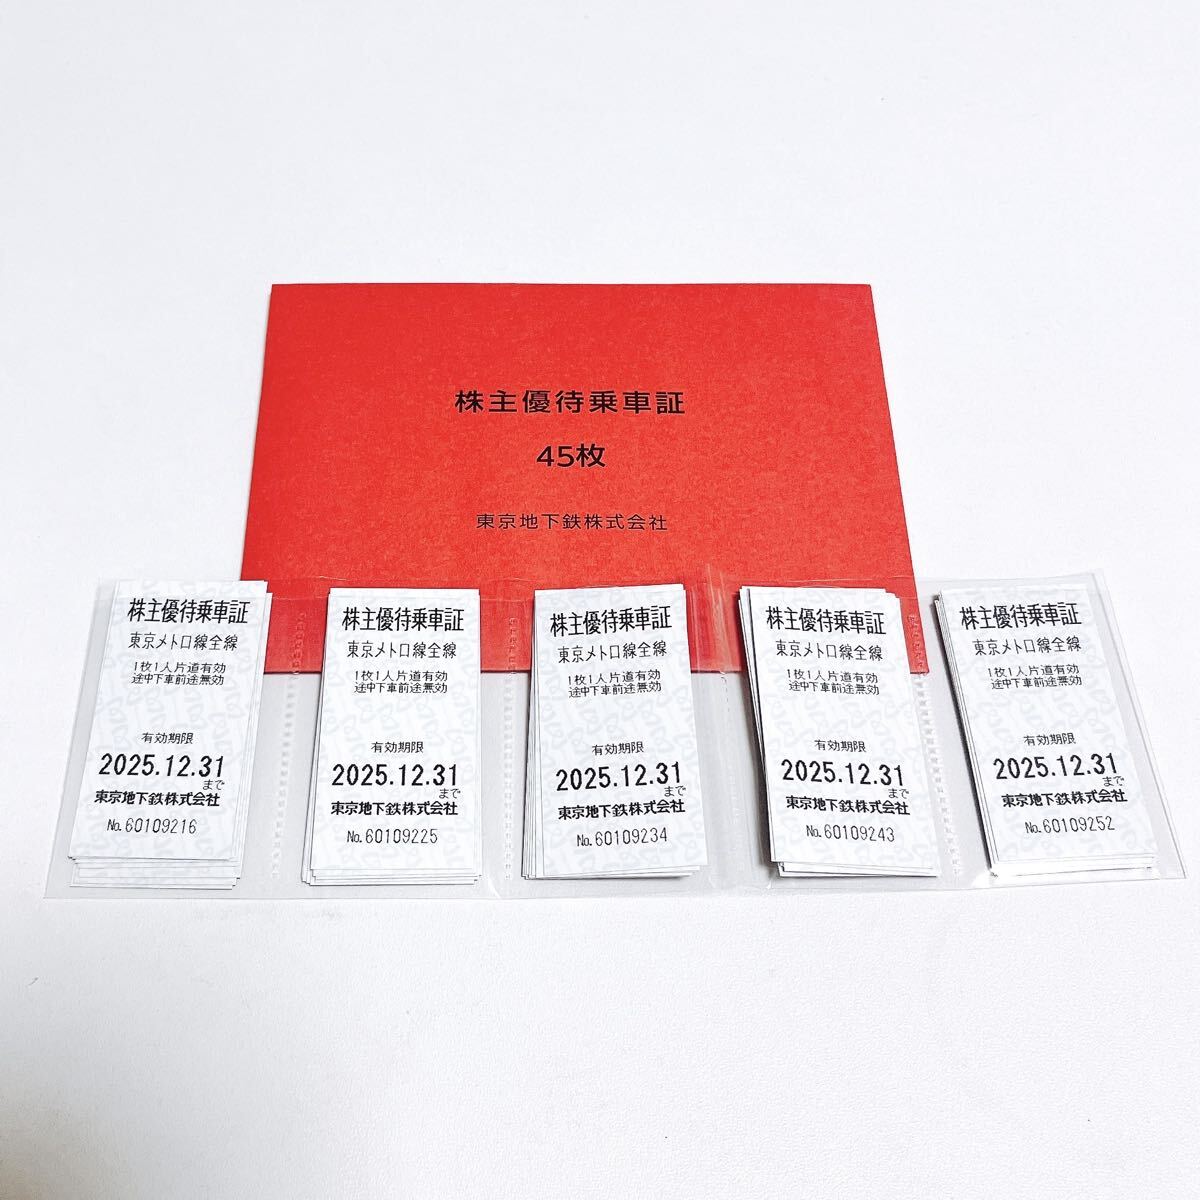 株主優待乗車証
45枚
東京地下鉄株式会社
株主優待乗車証
東京メトロ線全線
1枚1人片道有効
途中下車前途無効
有効期限
2025.12.31
まで
東京地下鉄株式会社
No.60109216
株主優待乗車証
東京メトロ線全線
1枚1人片道有効
途中下車前途無効
有効期限
2025.12.31
まで
東京地下鉄株式会社
No.60109225
株主優待乗車証
東京メトロ線全線
1枚1人片道有効
途中下車前途無効
有効期限
2025.12.31
まで
東京地下鉄株式会社
No.60109234
株主優待乗車証
東京メトロ線全線
1枚1人片道有効
途中下車前途無効
有効期限
2025.12.31
まで
東京地下鉄株式会社
No.60109243
株主優待乗車証
東京メトロ線全線
1枚1人片道有効
途中下車前途無効
有効期限
2025.12.31
まで
東京地下鉄株式会社
No.60109252